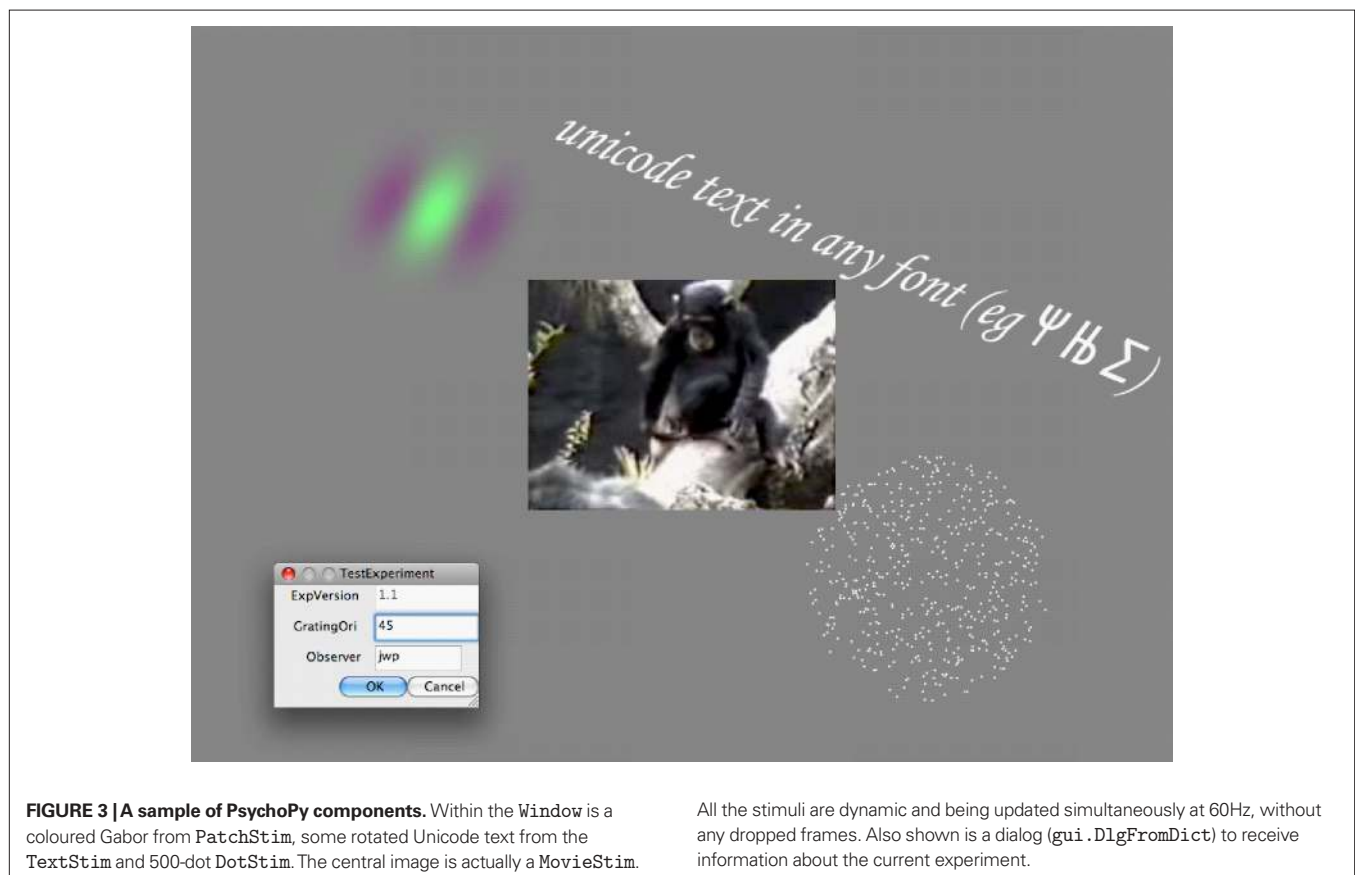 unicode text in any font (eg Ψ Њ Σ)
TestExperiment
ExpVersion 1.1
GratingOri 45
Observer jwp
OK Cancel
FIGURE 3 | A sample of PsychoPy components. Within the Window is a
coloured Gabor from PatchStim, some rotated Unicode text from the
TextStim and 500-dot DotStim. The central image is actually a MovieStim.
All the stimuli are dynamic and being updated simultaneously at 60Hz, without
any dropped frames. Also shown is a dialog (gui.DlgFromDict) to receive
information about the current experiment.